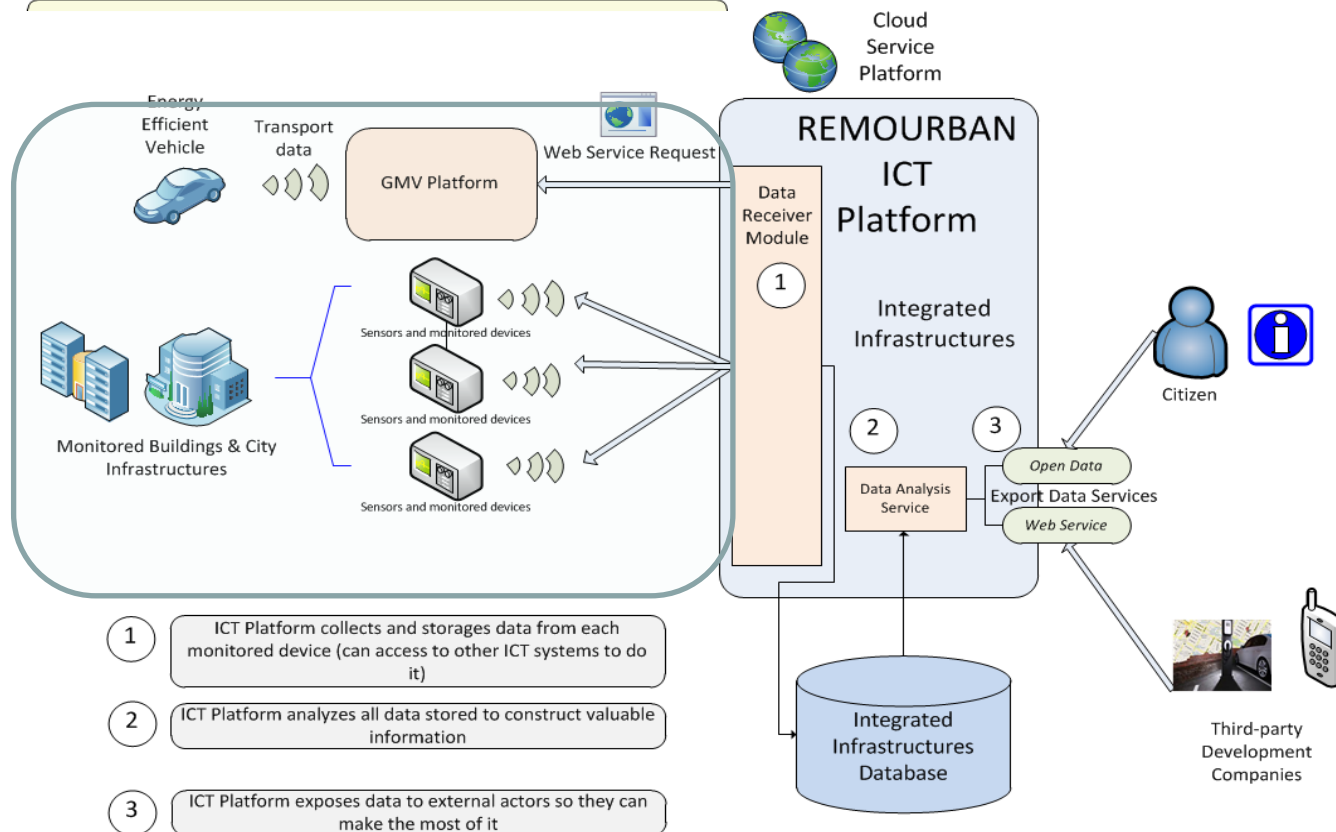 Cloud
Service
Platform
Energy
Efficient
Vehicle
Transport
data
GMV Platform
Web Service Request
REMOURBAN
ICT
Platform
Data
Receiver
Module
1
Integrated
Infrastructures
Sensors and monitored devices
Sensors and monitored devices
Sensors and monitored devices
Monitored Buildings & City
Infrastructures
Citizen
i
2
3
Data Analysis
Service
Open Data
Export Data Services
Web Service
1
ICT Platform collects and storages data from each
monitored device (can access to other ICT systems to do
it)
2
ICT Platform analyzes all data stored to construct valuable
information
3
ICT Platform exposes data to external actors so they can
make the most of it
Integrated
Infrastructures
Database
Third-party
Development
Companies